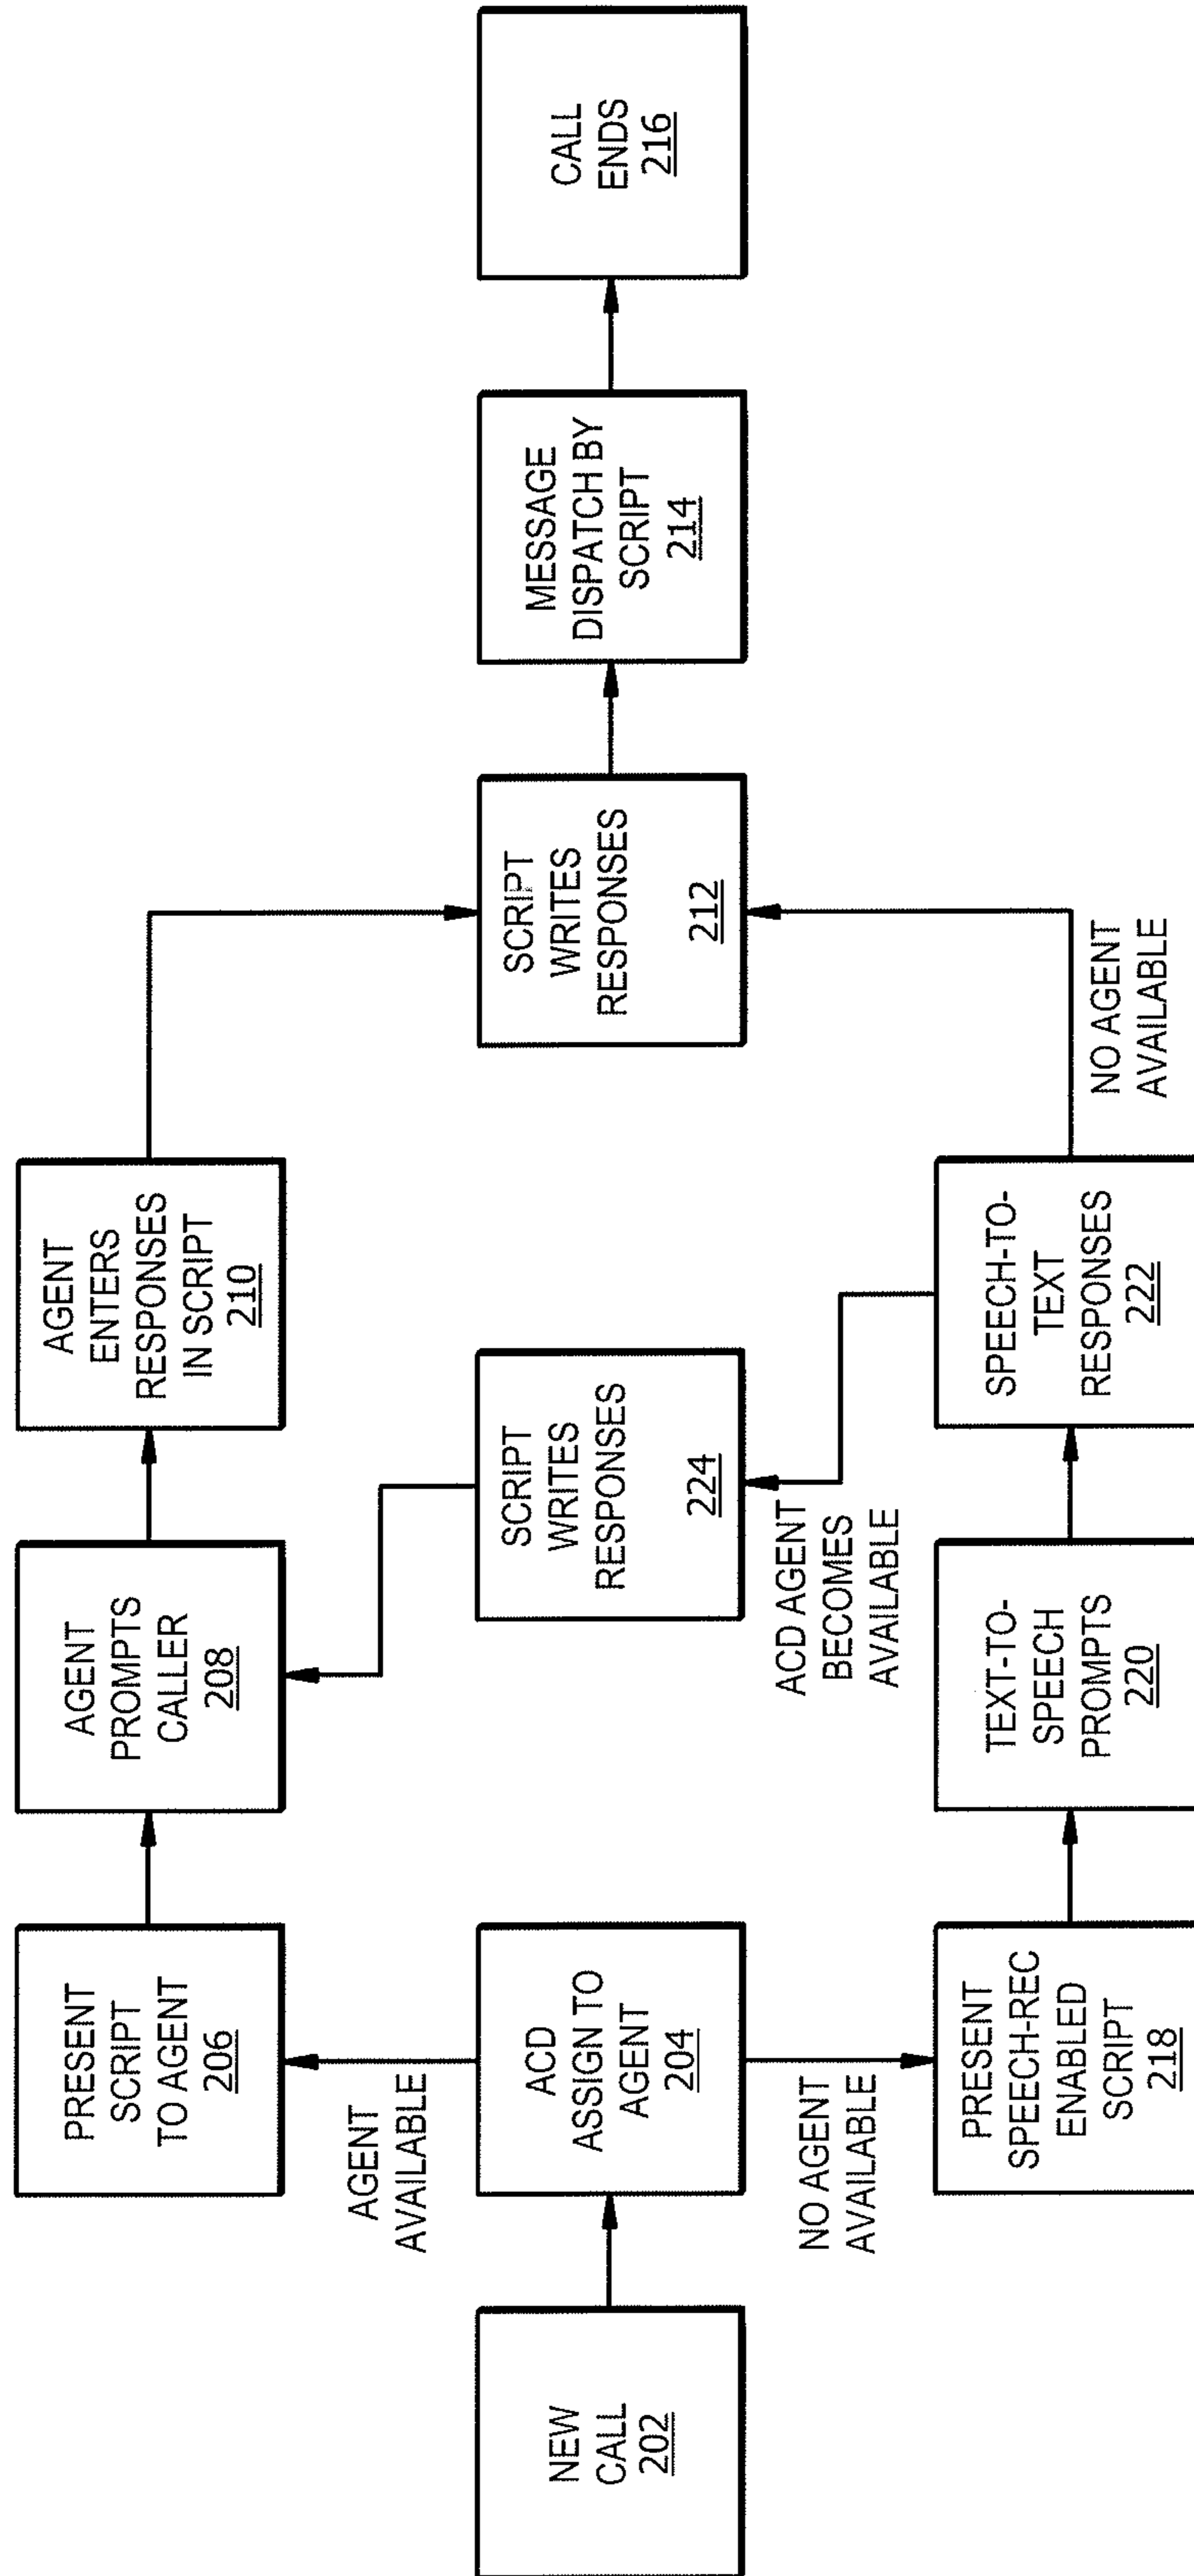 NEW
CALL
202
ACD
ASSIGN TO
AGENT
204
AGENT
AVAILABLE
NO AGENT
AVAILABLE
PRESENT
SCRIPT
TO AGENT
206
AGENT
PROMPTS
CALLER
208
AGENT
ENTERS
RESPONSES
IN SCRIPT
210
SCRIPT
WRITES
RESPONSES
212
MESSAGE
DISPATCH BY
SCRIPT
214
CALL
ENDS
216
PRESENT
SPEECH-REC
ENABLED
SCRIPT
218
TEXT-TO-
SPEECH
PROMPTS
220
SPEECH-TO-
TEXT
RESPONSES
222
ACD AGENT
BECOMES
AVAILABLE
SCRIPT
WRITES
RESPONSES
224
NO AGENT
AVAILABLE